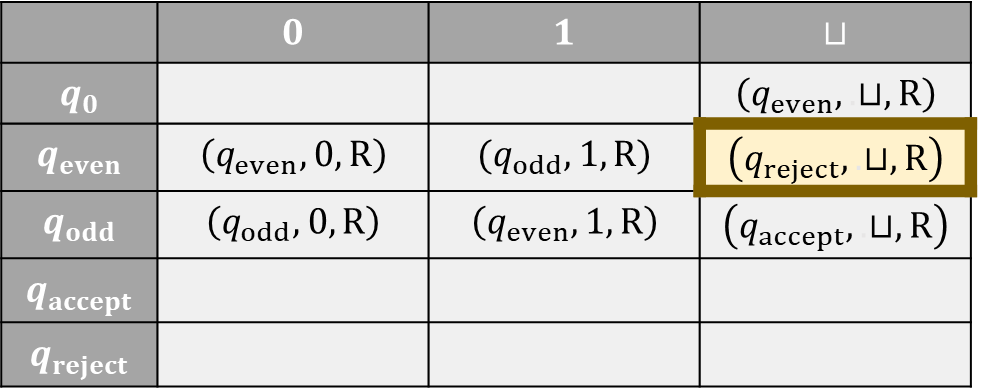 0 1 ⊔
q0 (qeven, ⊔, R)
qeven (qeven, 0, R) (qodd, 1, R) (qreject, ⊔, R)
qodd (qodd, 0, R) (qeven, 1, R) (qaccept, ⊔, R)
qaccept
qreject